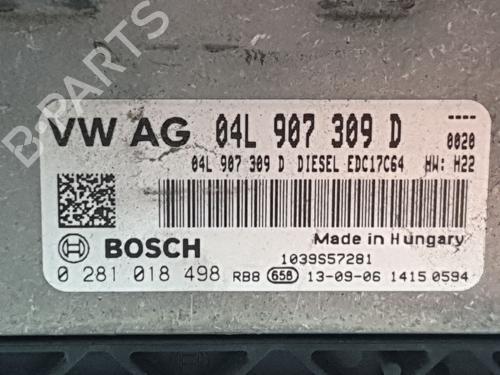 B-PARTS
VW AG 04L 907 309 D ----
0020
04L 907 309 D DIESEL EDC17C64 HW: H22
BOSCH
Made in Hungary
1039S57281
0 281 018 498 RB8 658 13-09-06 1415 0594